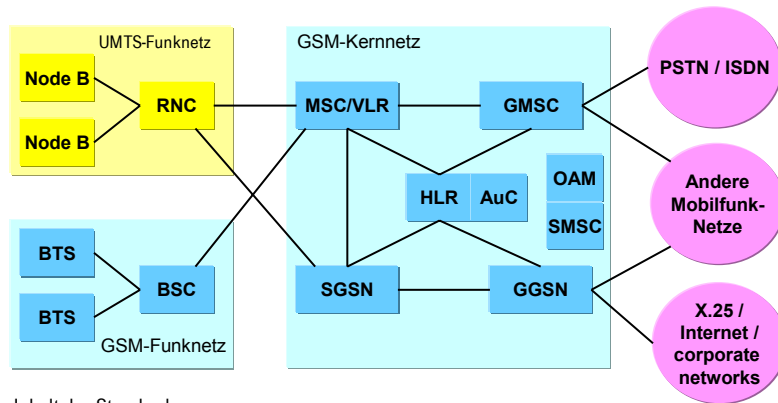 UMTS-Funknetz
Node B
Node B
RNC
GSM-Kernnetz
MSC/VLR
GMSC
HLR
AuC
OAM
SMSC
SGSN
GGSN
BTS
BTS
BSC
GSM-Funknetz
PSTN / ISDN
Andere
Mobilfunk-
Netze
X.25 /
Internet /
corporate
networks